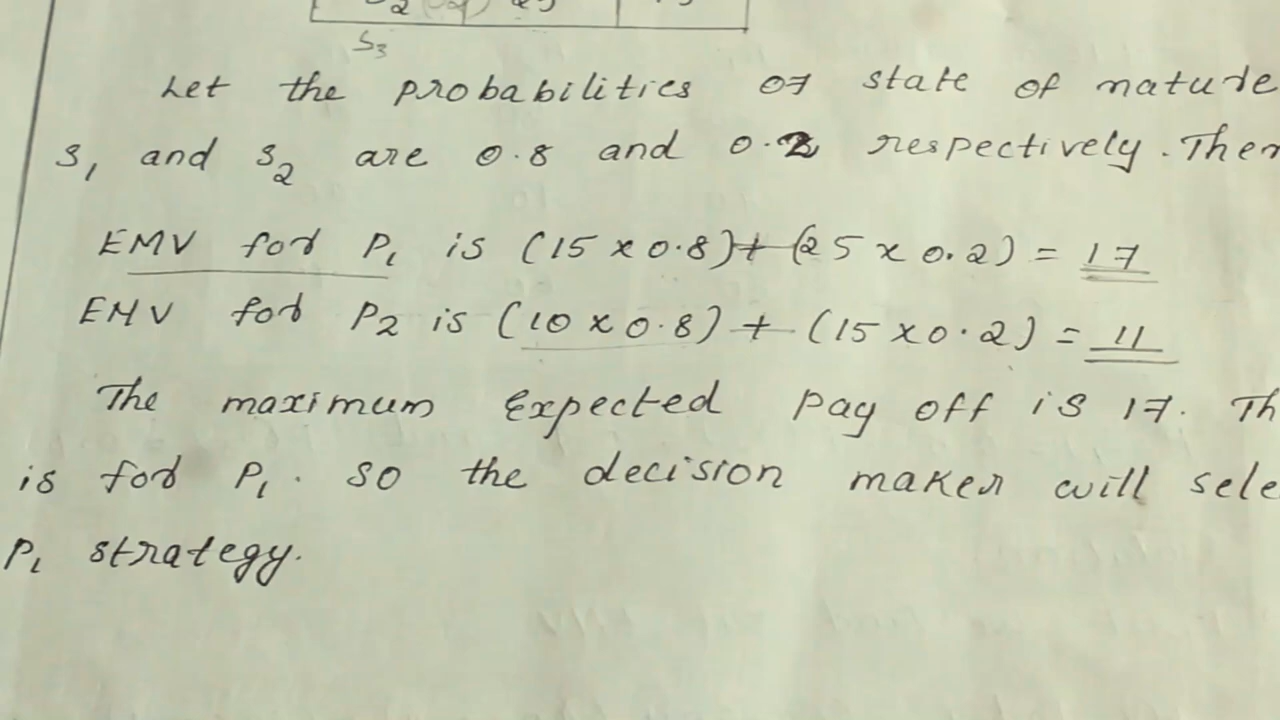 S3
Let the probabilities of state of nature
S1 and S2 are 0.8 and 0.2 respectively. Then
EMV for P1 is (15 x 0.8) + (25 x 0.2) = 17
EMV for P2 is (10 x 0.8) + (15 x 0.2) = 11
The maximum Expected Pay off is 17. Th
is for P1. So the decision maker will sele
P1 strategy.